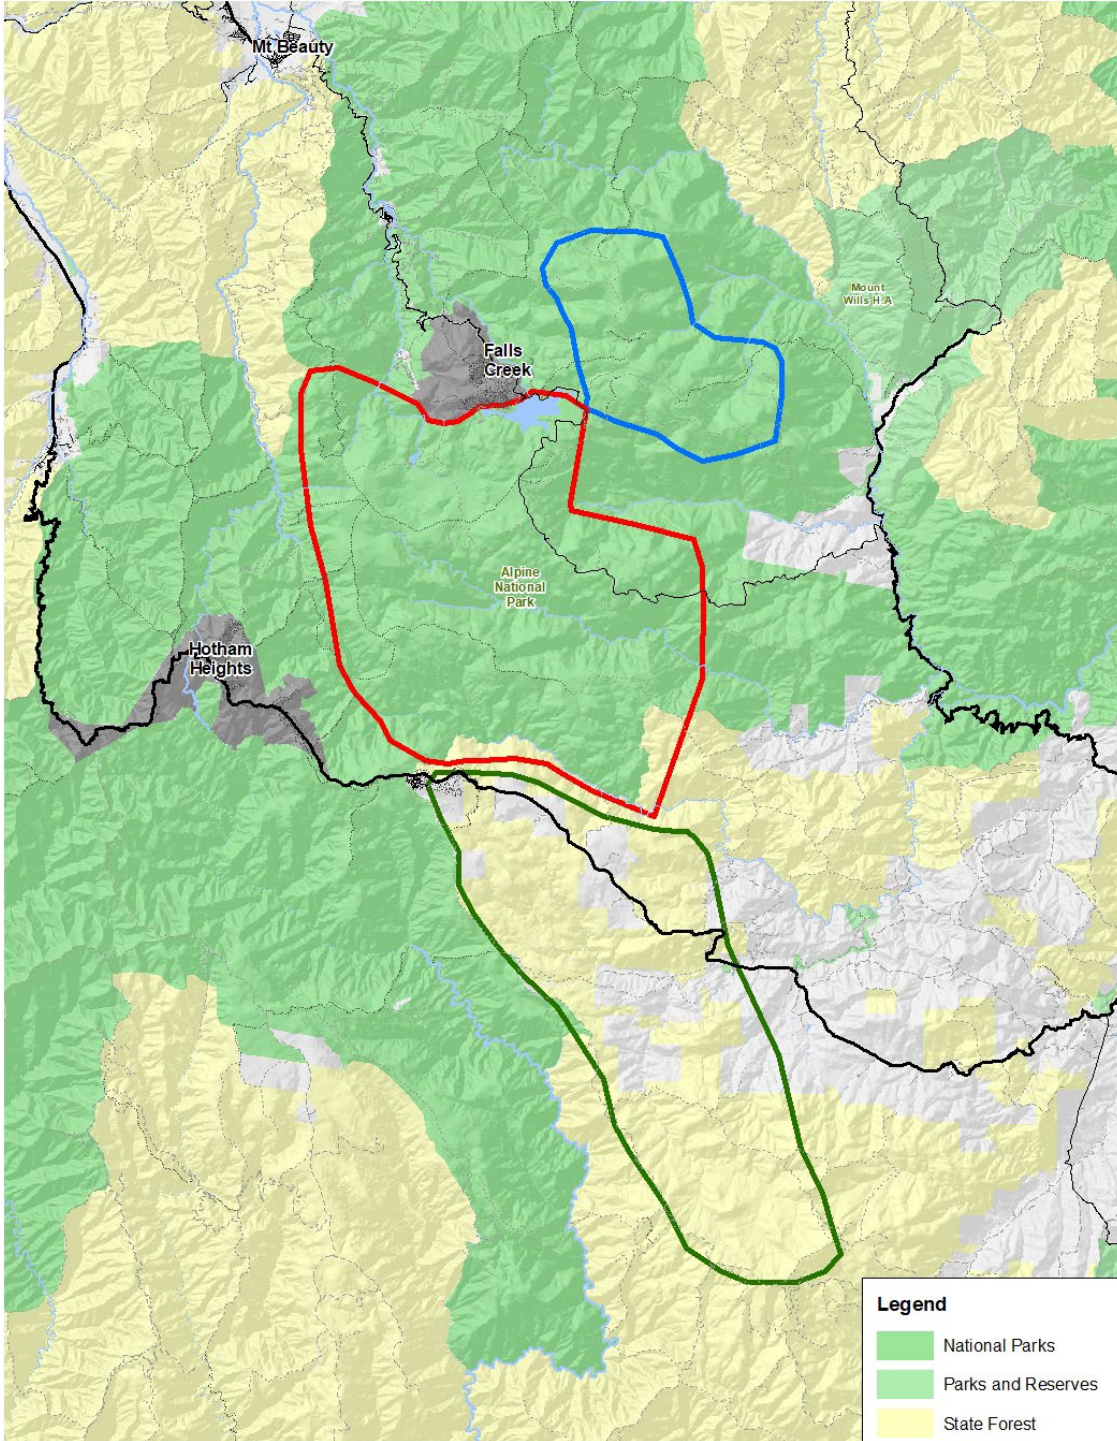 Mt Beauty
Mount
Wills H.A
Falls
Creek
Alpine
National
Park
Hotham
Heights
Legend
National Parks
Parks and Reserves
State Forest